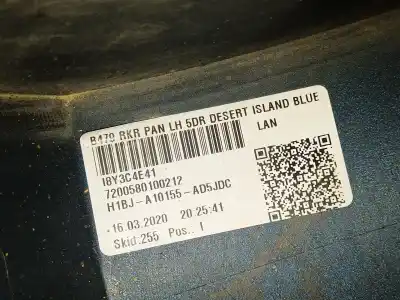 B479 RKR PAN LH 5DR DESERT ISLAND BLUE
LAN
I8Y3C4E41
7200580100212
H1BJ-A10155-AD5JDC
16.03.2020 20:25:41
Skid:255 Pos.: I